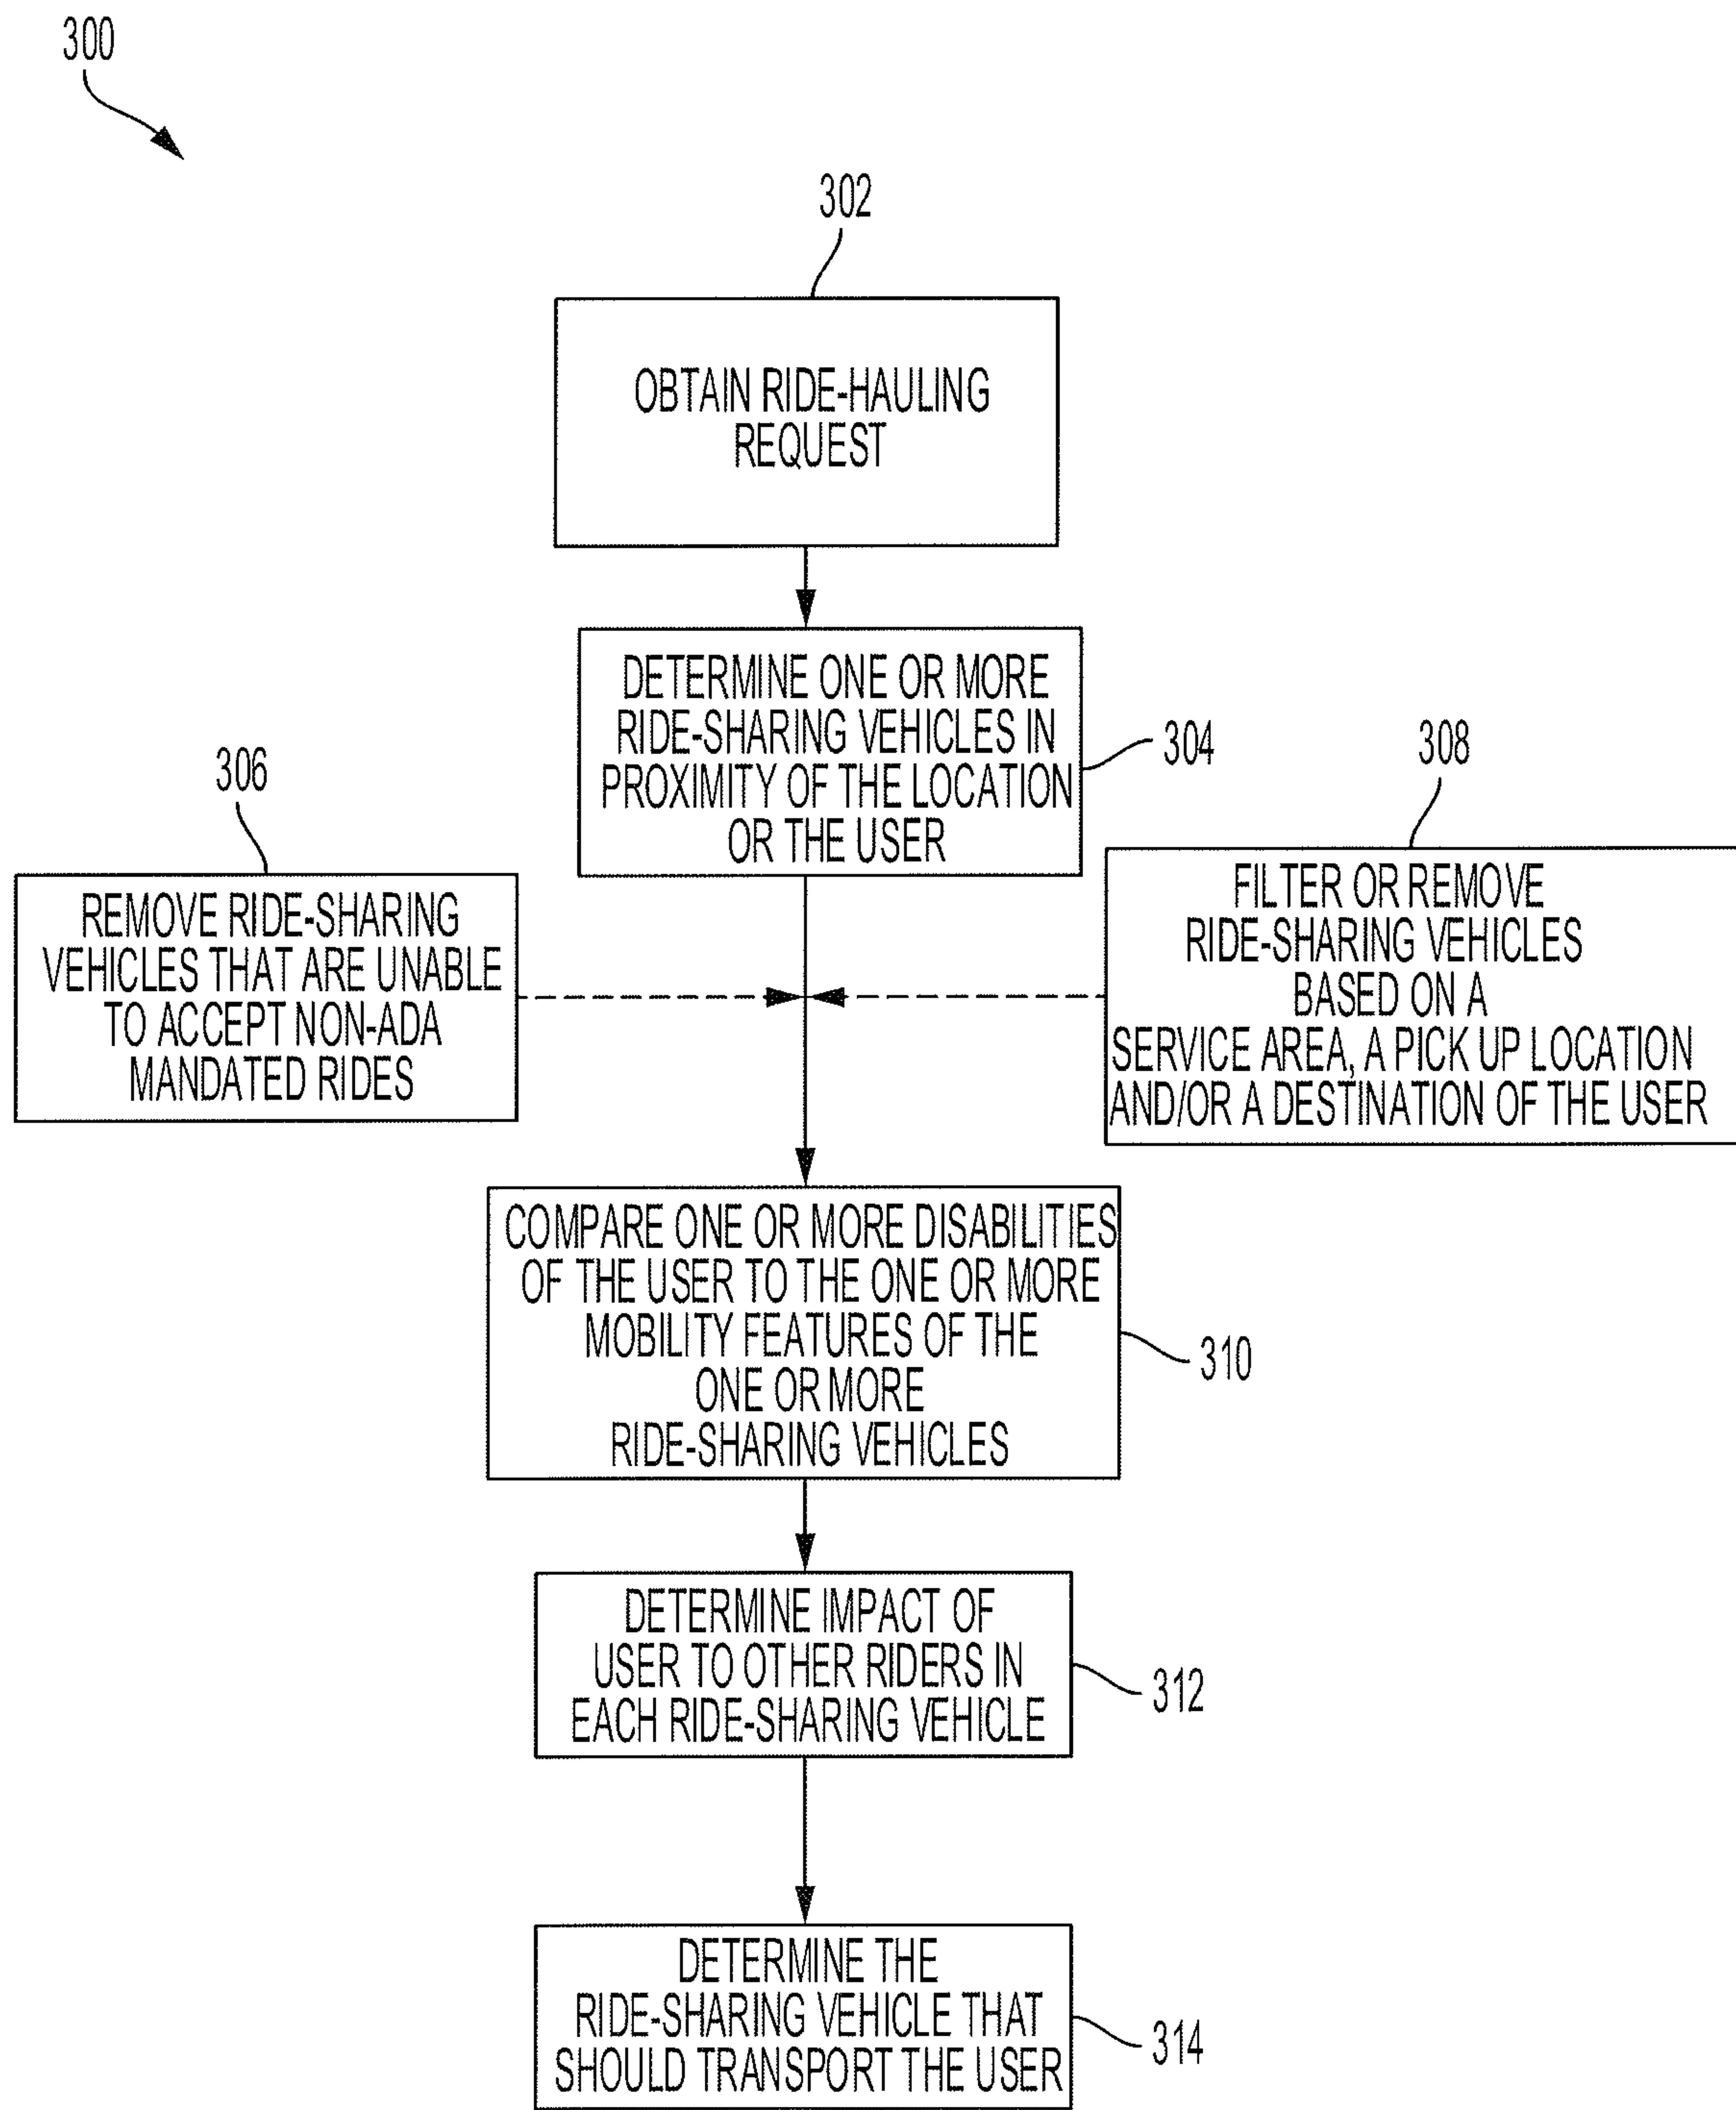 300
302
OBTAIN RIDE-HAULING
REQUEST
DETERMINE ONE OR MORE
RIDE-SHARING VEHICLES IN
PROXIMITY OF THE LOCATION
OR THE USER
304
306
REMOVE RIDE-SHARING
VEHICLES THAT ARE UNABLE
TO ACCEPT NON-ADA
MANDATED RIDES
308
FILTER OR REMOVE
RIDE-SHARING VEHICLES
BASED ON A
SERVICE AREA, A PICK UP LOCATION
AND/OR A DESTINATION OF THE USER
COMPARE ONE OR MORE DISABILITIES
OF THE USER TO THE ONE OR MORE
MOBILITY FEATURES OF THE
ONE OR MORE
RIDE-SHARING VEHICLES
310
DETERMINE IMPACT OF
USER TO OTHER RIDERS IN
EACH RIDE-SHARING VEHICLE
312
DETERMINE THE
RIDE-SHARING VEHICLE THAT
SHOULD TRANSPORT THE USER
314